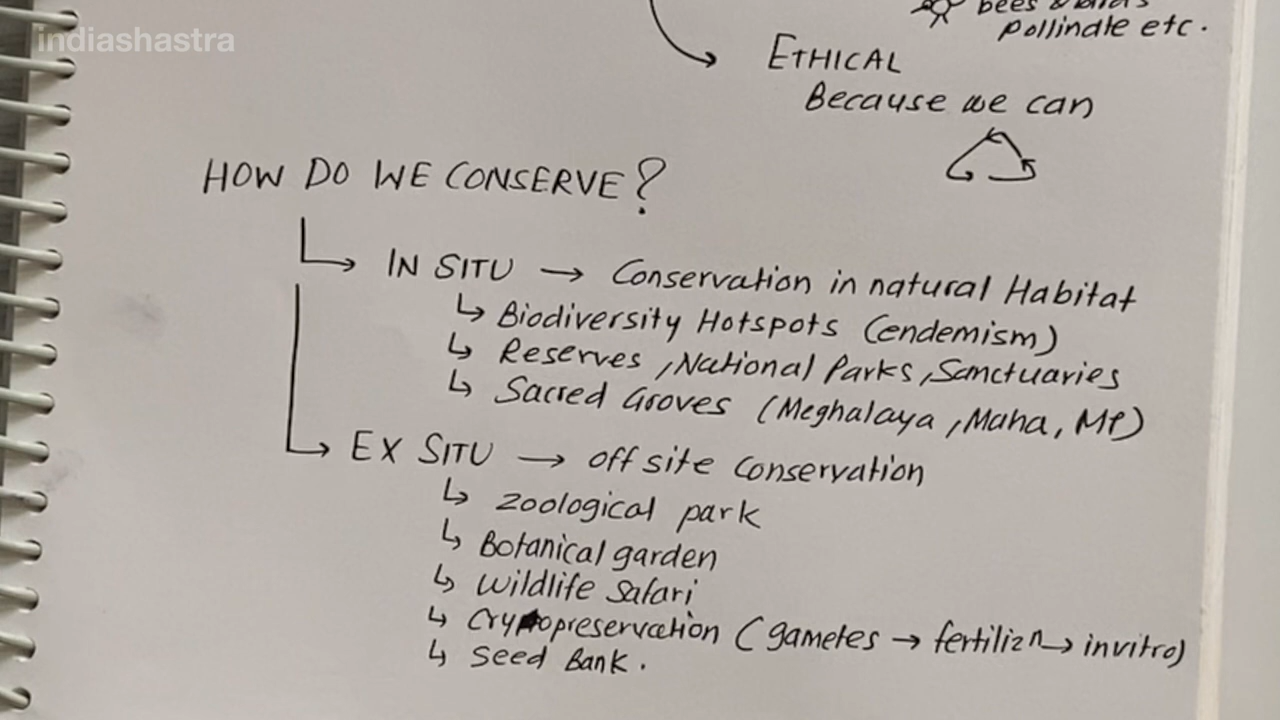 indiashastra
bees & birds
pollinate etc.
ETHICAL
Because we can
HOW DO WE CONSERVE?
IN SITU → Conservation in natural Habitat
↳ Biodiversity Hotspots (endemism)
↳ Reserves, National Parks, Sanctuaries
↳ Sacred Groves (Meghalaya, Maha, MP)
EX SITU → off site conservation
↳ zoological park
↳ Botanical garden
↳ Wildlife Safari
↳ Cryopreservation (gametes → fertilizn → invitro)
↳ Seed Bank.